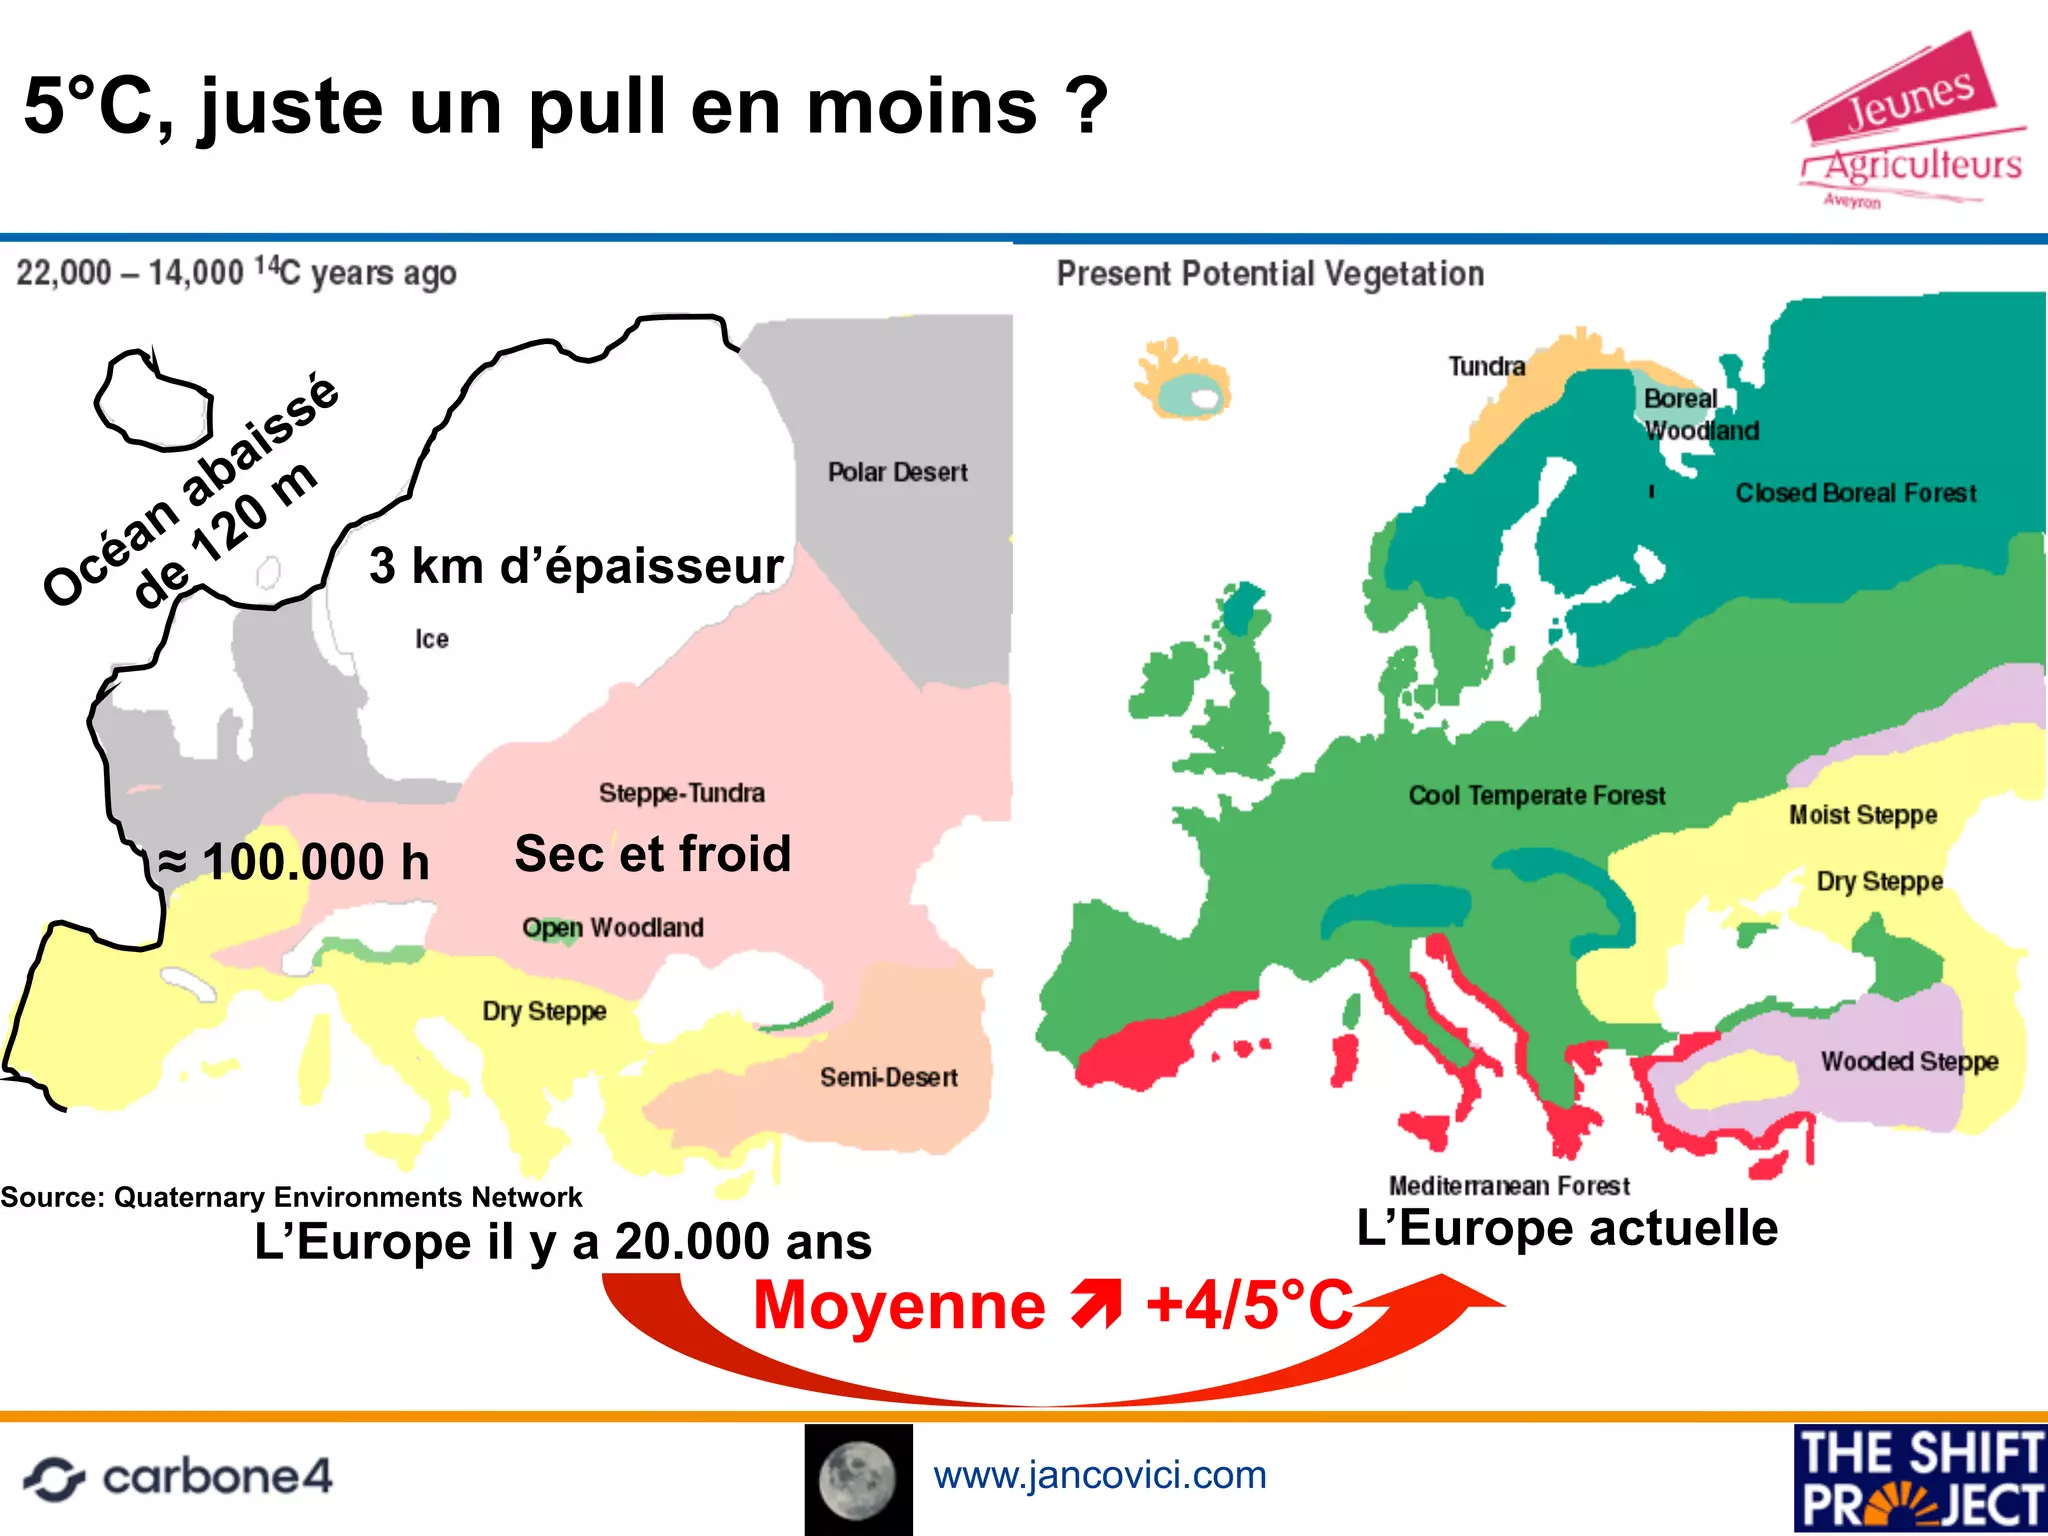 5°C, juste un pull en moins ?
Jeunes
Agriculteurs
Aveyron
22,000 – 14,000 ¹⁴C years ago
Océan abaissé
de 120 m
Polar Desert
3 km d’épaisseur
Ice
Steppe-Tundra
≈ 100.000 h
Sec et froid
Open Woodland
Dry Steppe
Semi-Desert
Source: Quaternary Environments Network
L’Europe il y a 20.000 ans
Present Potential Vegetation
Tundra
Boreal
Woodland
Closed Boreal Forest
Cool Temperate Forest
Moist Steppe
Dry Steppe
Wooded Steppe
Mediterranean Forest
L’Europe actuelle
Moyenne ➚ +4/5°C
carbone4
www.jancovici.com
THE SHIFT
PROJECT